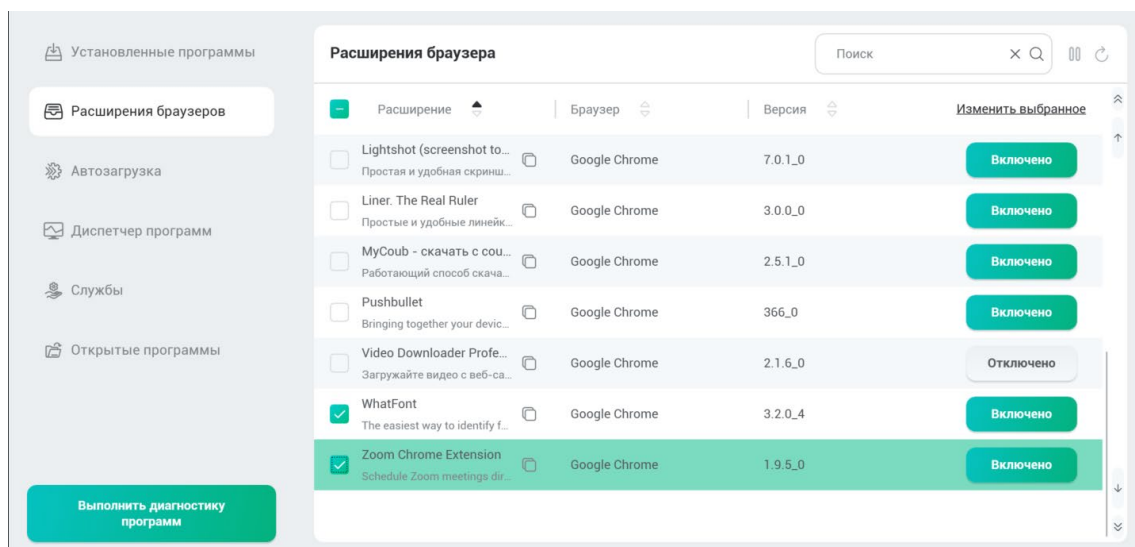 Установленные программы
Расширения браузеров
Автозагрузка
Диспетчер программ
Службы
Открытые программы
Выполнить диагностику
программ
Расширения браузера
Поиск
Расширение Браузер Версия Изменить выбранное
Lightshot (screenshot to...
Простая и удобная скринш...
Google Chrome 7.0.1_0 Включено
Liner. The Real Ruler
Простые и удобные линейк...
Google Chrome 3.0.0_0 Включено
MyCoub - скачать с cou...
Работающий способ скача...
Google Chrome 2.5.1_0 Включено
Pushbullet
Bringing together your devic...
Google Chrome 366_0 Включено
Video Downloader Profe...
Загружайте видео с веб-са...
Google Chrome 2.1.6_0 Отключено
WhatFont
The easiest way to identify f...
Google Chrome 3.2.0_4 Включено
Zoom Chrome Extension
Schedule Zoom meetings dir...
Google Chrome 1.9.5_0 Включено